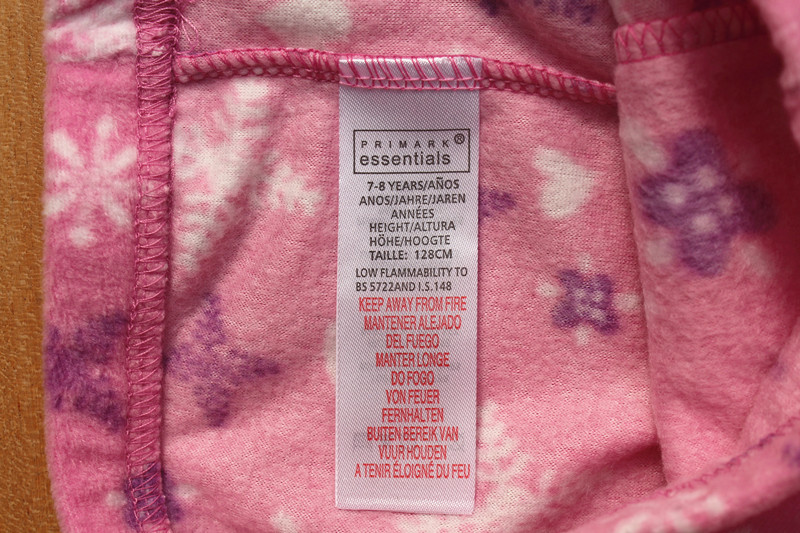 PRIMARK®
essentials
7-8 YEARS/AÑOS
ANOS/JAHRE/JAREN
ANNÉES
HEIGHT/ALTURA
HÖHE/HOOGTE
TAILLE: 128CM
LOW FLAMMABILITY TO
BS 5722AND I.S.148
KEEP AWAY FROM FIRE
MANTENER ALEJADO
DEL FUEGO
MANTER LONGE
DO FOGO
VON FEUER
FERNHALTEN
BUITEN BEREIK VAN
VUUR HOUDEN
A TENIR ÉLOIGNÉ DU FEU